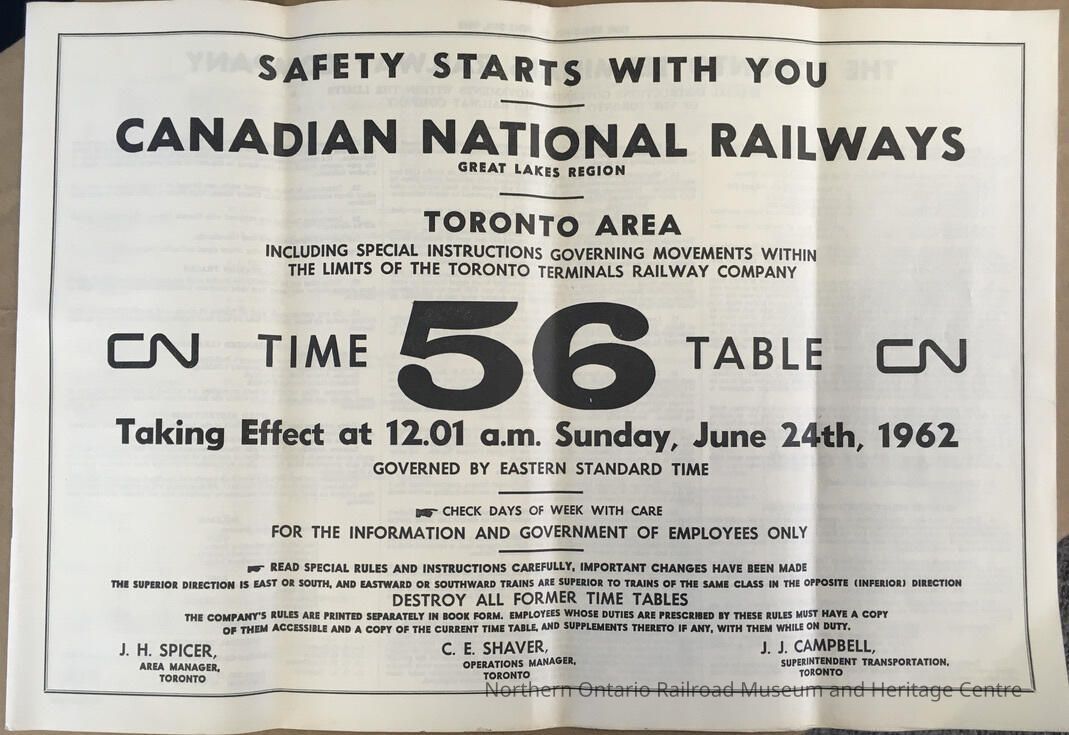 SAFETY STARTS WITH YOU
CANADIAN NATIONAL RAILWAYS
GREAT LAKES REGION
TORONTO AREA
INCLUDING SPECIAL INSTRUCTIONS GOVERNING MOVEMENTS WITHIN
THE LIMITS OF THE TORONTO TERMINALS RAILWAY COMPANY
CN TIME 56 TABLE CN
Taking Effect at 12.01 a.m. Sunday, June 24th, 1962
GOVERNED BY EASTERN STANDARD TIME
CHECK DAYS OF WEEK WITH CARE
FOR THE INFORMATION AND GOVERNMENT OF EMPLOYEES ONLY
READ SPECIAL RULES AND INSTRUCTIONS CAREFULLY, IMPORTANT CHANGES HAVE BEEN MADE
THE SUPERIOR DIRECTION IS EAST OR SOUTH, AND EASTWARD OR SOUTHWARD TRAINS ARE SUPERIOR TO TRAINS OF THE SAME CLASS IN THE OPPOSITE (INFERIOR) DIRECTION
DESTROY ALL FORMER TIME TABLES
THE COMPANY'S RULES ARE PRINTED SEPARATELY IN BOOK FORM. EMPLOYEES WHOSE DUTIES ARE PRESCRIBED BY THESE RULES MUST HAVE A COPY
OF THEM ACCESSIBLE AND A COPY OF THE CURRENT TIME TABLE, AND SUPPLEMENTS THERETO IF ANY, WITH THEM WHILE ON DUTY.
J. H. SPICER,
AREA MANAGER,
TORONTO
C. E. SHAVER,
OPERATIONS MANAGER,
TORONTO
J. J. CAMPBELL,
SUPERINTENDENT TRANSPORTATION,
TORONTO
Northern Ontario Railroad Museum and Heritage Centre